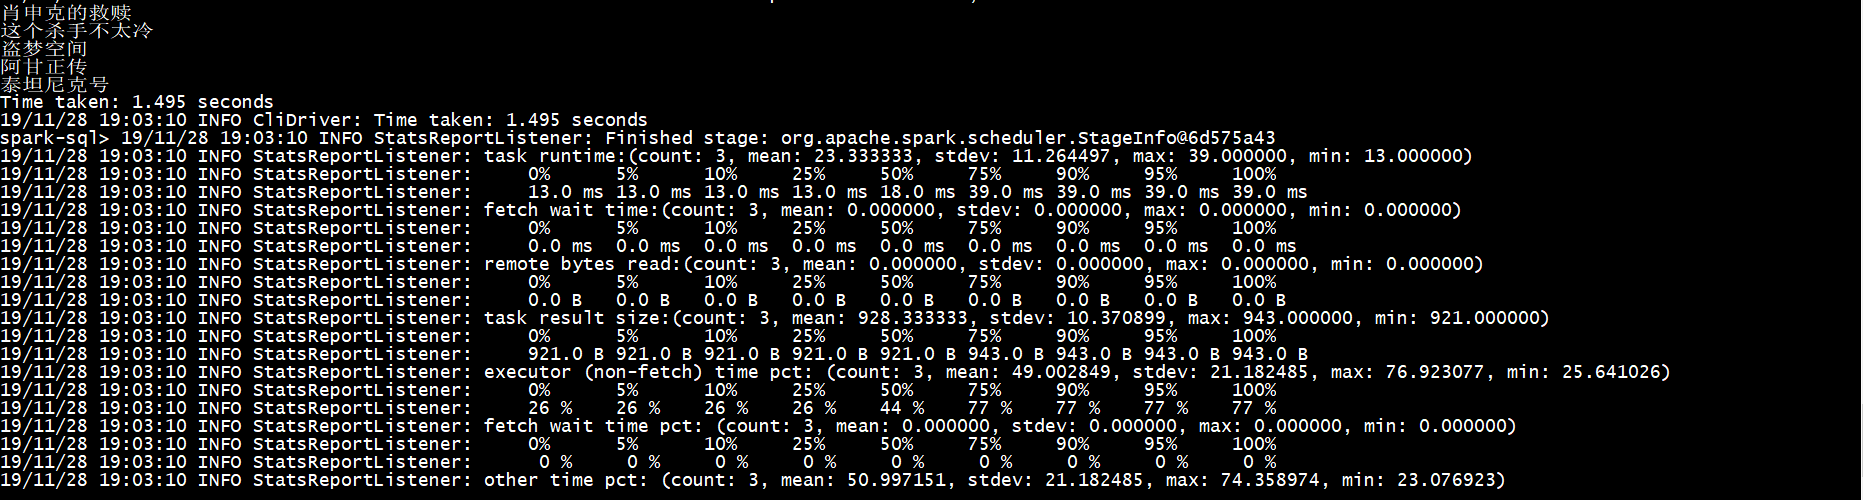 肖申克的救赎
这个杀手不太冷
盗梦空间
阿甘正传
泰坦尼克号
Time taken: 1.495 seconds
19/11/28 19:03:10 INFO CliDriver: Time taken: 1.495 seconds
spark-sql> 19/11/28 19:03:10 INFO StatsReportListener: Finished stage: org.apache.spark.scheduler.StageInfo@6d575a43
19/11/28 19:03:10 INFO StatsReportListener: task runtime:(count: 3, mean: 23.333333, stdev: 11.264497, max: 39.000000, min: 13.000000)
19/11/28 19:03:10 INFO StatsReportListener: 0% 5% 10% 25% 50% 75% 90% 95% 100%
19/11/28 19:03:10 INFO StatsReportListener: 13.0 ms 13.0 ms 13.0 ms 13.0 ms 18.0 ms 39.0 ms 39.0 ms 39.0 ms 39.0 ms
19/11/28 19:03:10 INFO StatsReportListener: fetch wait time:(count: 3, mean: 0.000000, stdev: 0.000000, max: 0.000000, min: 0.000000)
19/11/28 19:03:10 INFO StatsReportListener: 0% 5% 10% 25% 50% 75% 90% 95% 100%
19/11/28 19:03:10 INFO StatsReportListener: 0.0 ms 0.0 ms 0.0 ms 0.0 ms 0.0 ms 0.0 ms 0.0 ms 0.0 ms 0.0 ms
19/11/28 19:03:10 INFO StatsReportListener: remote bytes read:(count: 3, mean: 0.000000, stdev: 0.000000, max: 0.000000, min: 0.000000)
19/11/28 19:03:10 INFO StatsReportListener: 0% 5% 10% 25% 50% 75% 90% 95% 100%
19/11/28 19:03:10 INFO StatsReportListener: 0.0 B 0.0 B 0.0 B 0.0 B 0.0 B 0.0 B 0.0 B 0.0 B 0.0 B
19/11/28 19:03:10 INFO StatsReportListener: task result size:(count: 3, mean: 928.333333, stdev: 10.370899, max: 943.000000, min: 921.000000)
19/11/28 19:03:10 INFO StatsReportListener: 0% 5% 10% 25% 50% 75% 90% 95% 100%
19/11/28 19:03:10 INFO StatsReportListener: 921.0 B 921.0 B 921.0 B 921.0 B 921.0 B 943.0 B 943.0 B 943.0 B 943.0 B
19/11/28 19:03:10 INFO StatsReportListener: executor (non-fetch) time pct: (count: 3, mean: 49.002849, stdev: 21.182485, max: 76.923077, min: 25.641026)
19/11/28 19:03:10 INFO StatsReportListener: 0% 5% 10% 25% 50% 75% 90% 95% 100%
19/11/28 19:03:10 INFO StatsReportListener: 26 % 26 % 26 % 26 % 44 % 77 % 77 % 77 % 77 %
19/11/28 19:03:10 INFO StatsReportListener: fetch wait time pct: (count: 3, mean: 0.000000, stdev: 0.000000, max: 0.000000, min: 0.000000)
19/11/28 19:03:10 INFO StatsReportListener: 0% 5% 10% 25% 50% 75% 90% 95% 100%
19/11/28 19:03:10 INFO StatsReportListener: 0 % 0 % 0 % 0 % 0 % 0 % 0 % 0 % 0 %
19/11/28 19:03:10 INFO StatsReportListener: other time pct: (count: 3, mean: 50.997151, stdev: 21.182485, max: 74.358974, min: 23.076923)